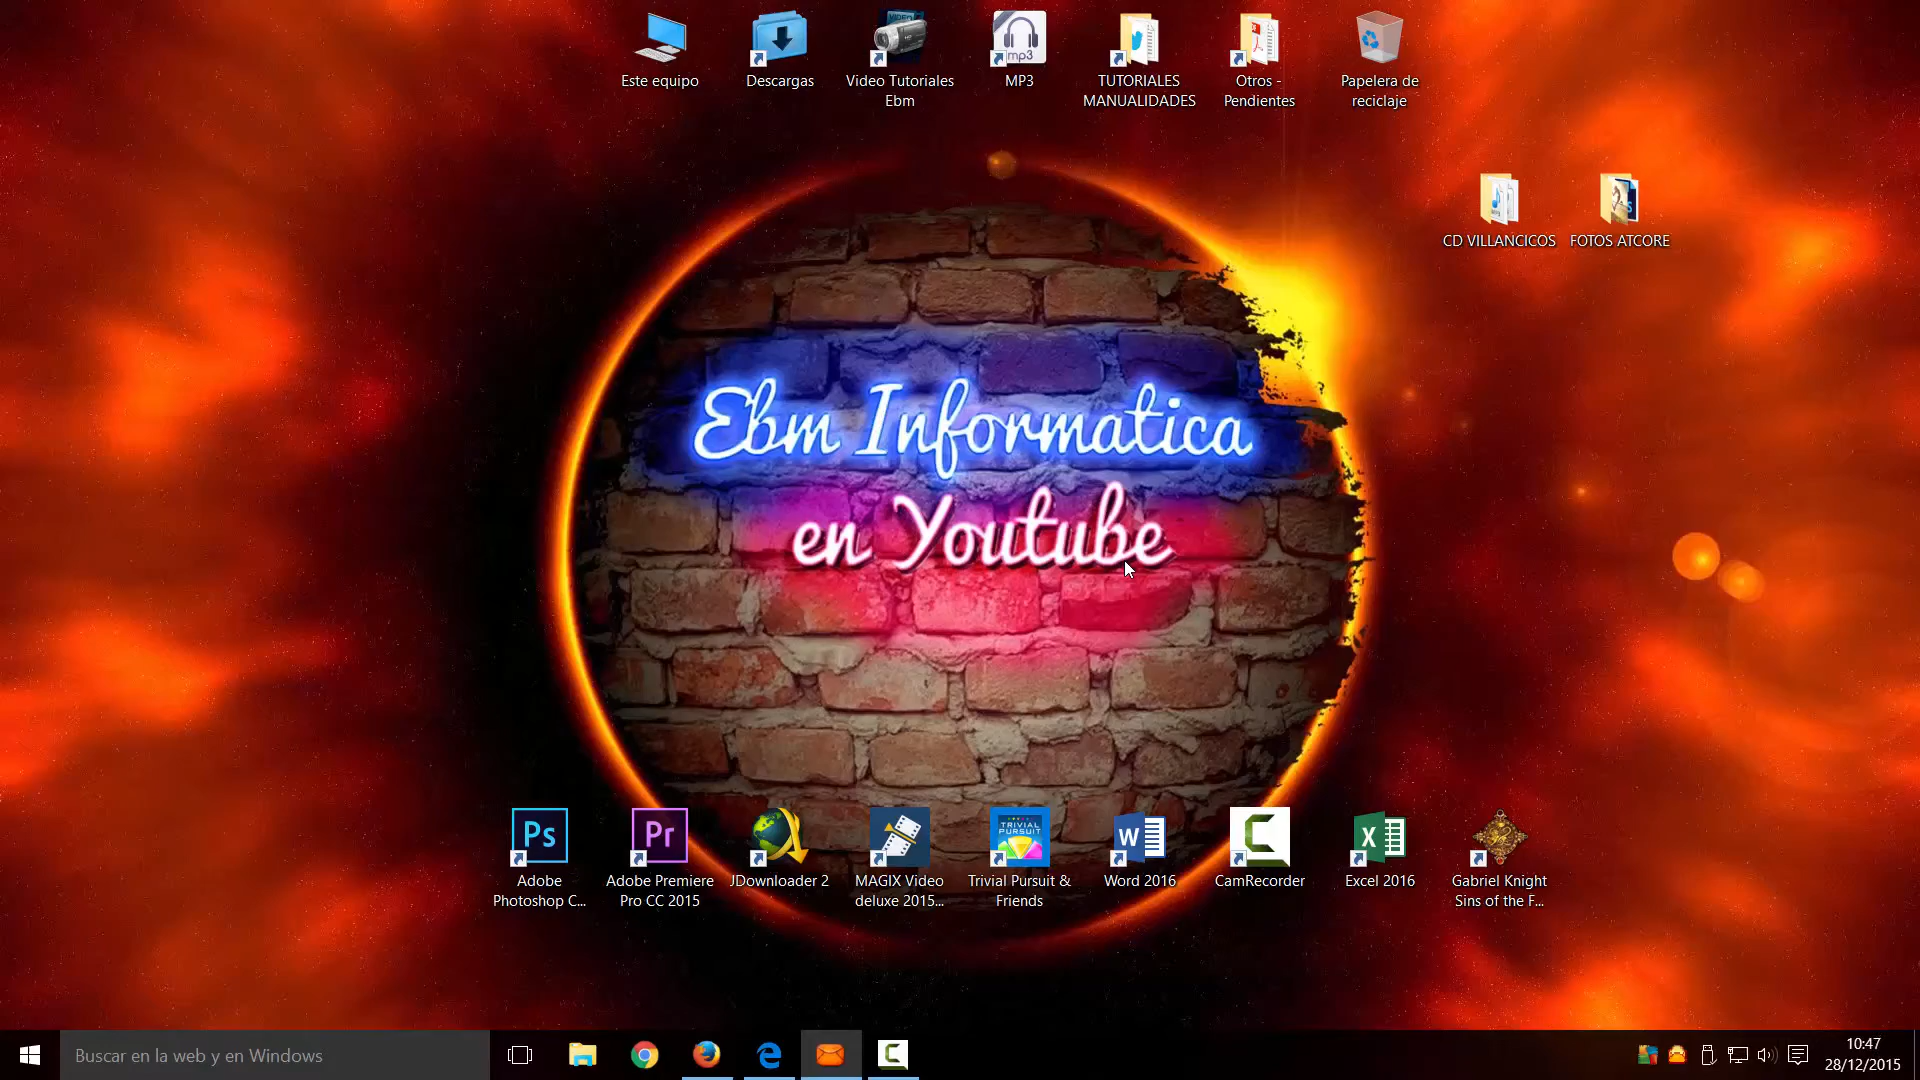 Este equipo
Descargas
Video Tutoriales
Ebm
MP3
TUTORIALES
MANUALIDADES
Otros -
Pendientes
Papelera de
reciclaje
CD VILLANCICOS
FOTOS ATCORE
Ebm Informatica
en Youtube
Adobe
Photoshop C...
Adobe Premiere
Pro CC 2015
JDownloader 2
MAGIX Video
deluxe 2015...
Trivial Pursuit &
Friends
Word 2016
CamRecorder
Excel 2016
Gabriel Knight
Sins of the F...
Buscar en la web y en Windows
10:47
28/12/2015
VIDEO
mp3
Ps
Pr
TRIVIAL
PURSUIT
W
C
X